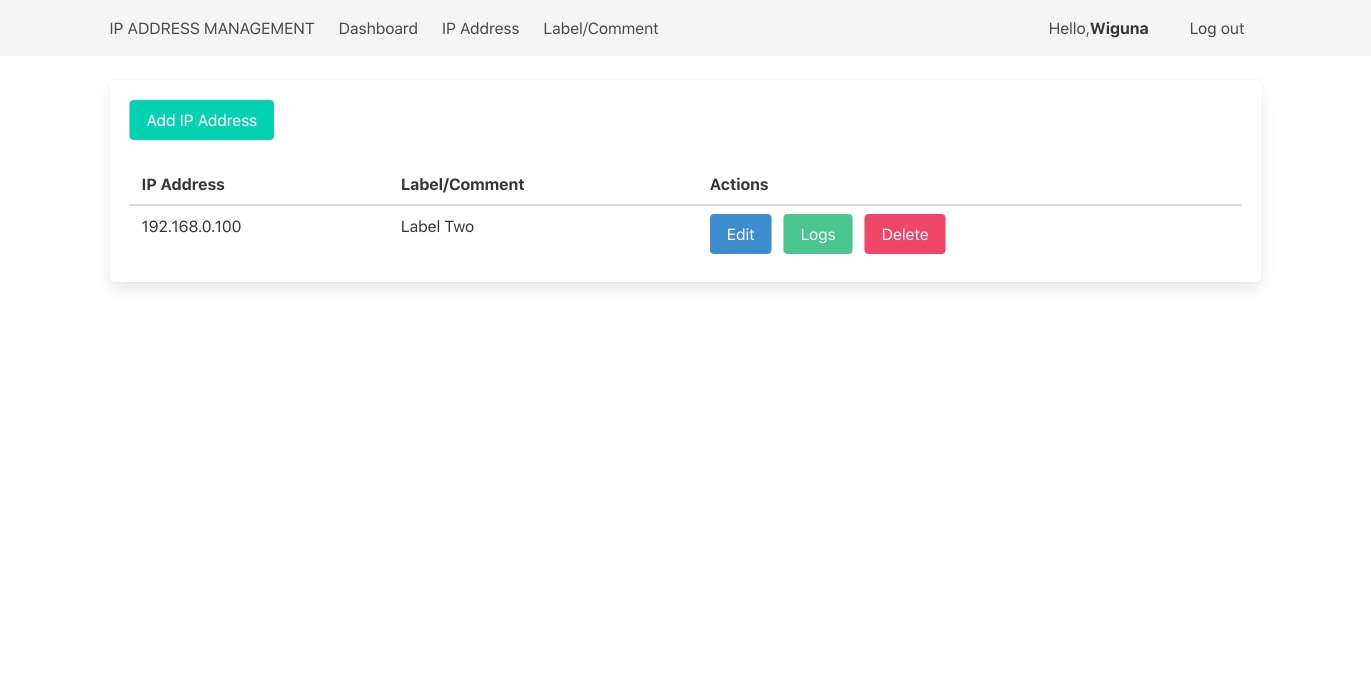 IP ADDRESS MANAGEMENT Dashboard IP Address Label/Comment Hello,Wiguna Log out
Add IP Address
IP Address Label/Comment Actions
192.168.0.100 Label Two Edit Logs Delete